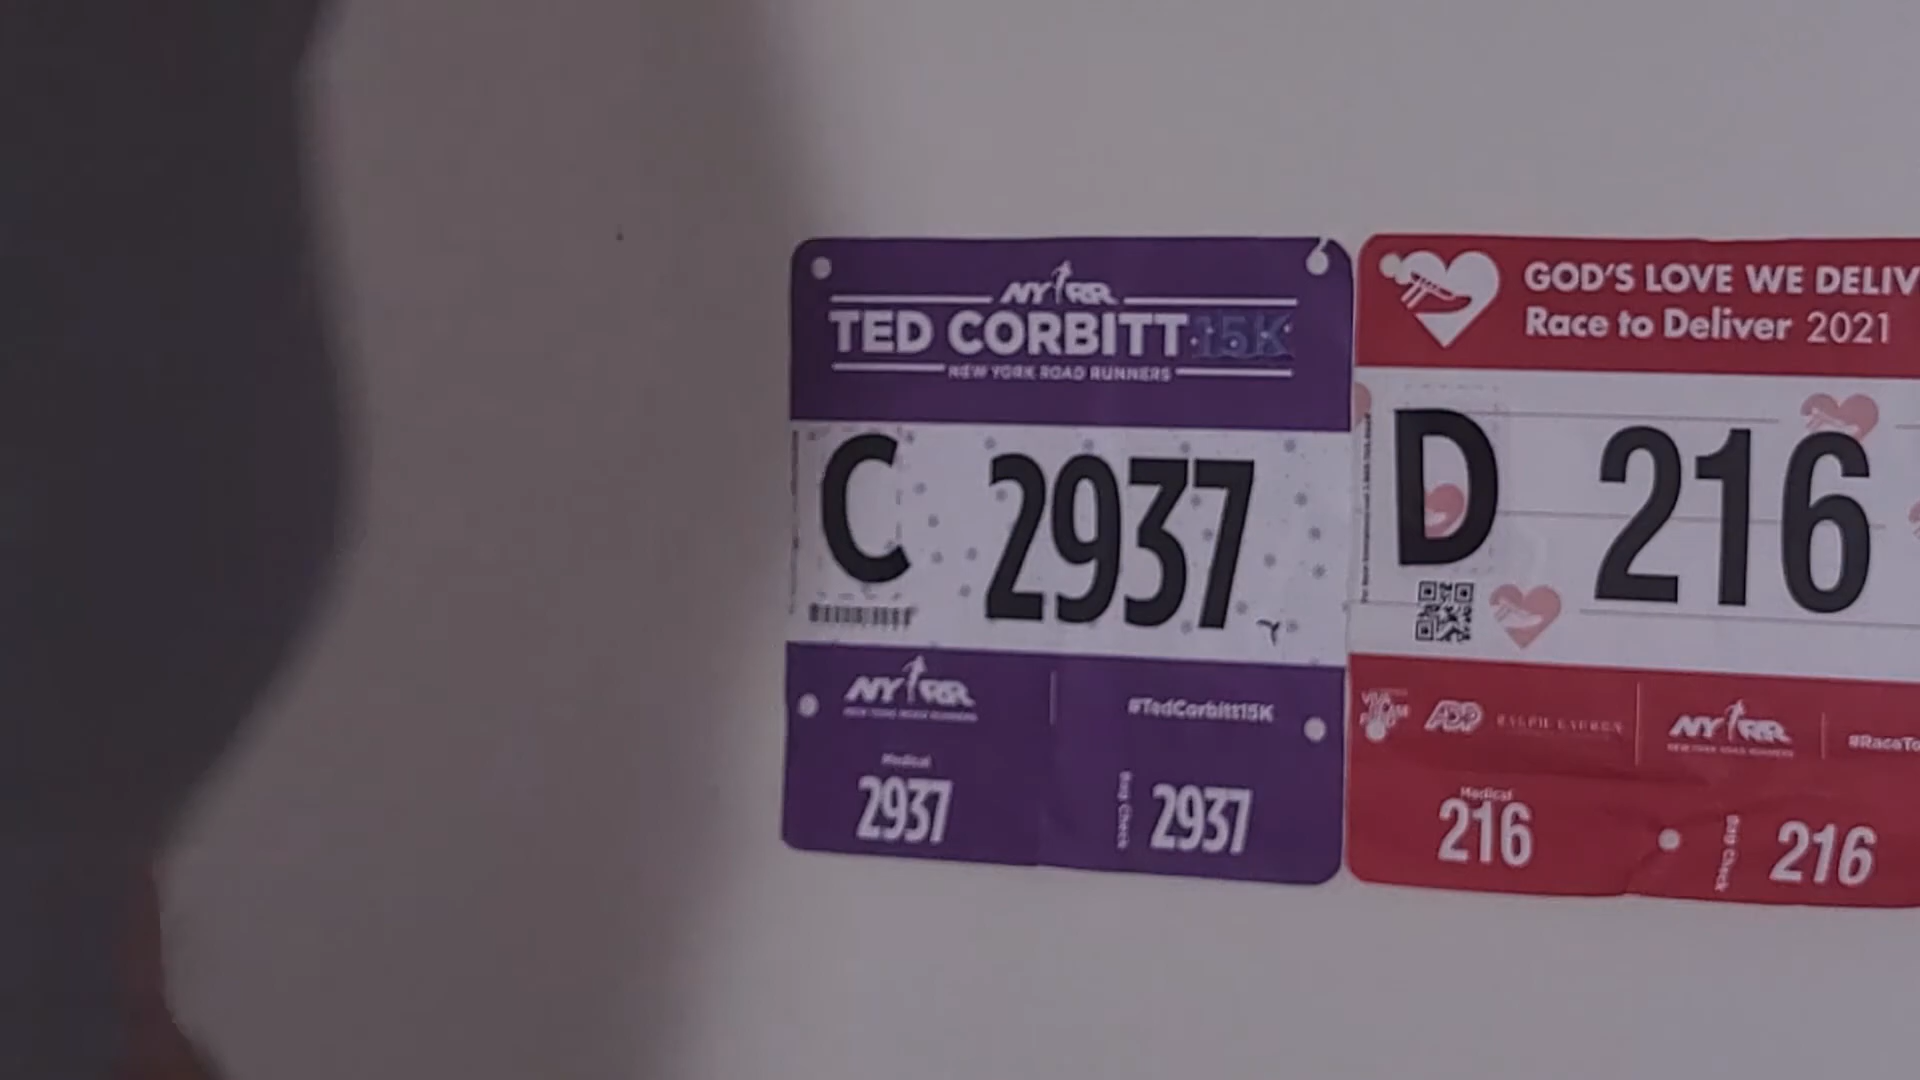 NYRR
TED CORBITT 15K
NEW YORK ROAD RUNNERS
C 2937
NYRR
NEW YORK ROAD RUNNERS
#TedCorbitt15K
Medical
2937
Bag Check
2937
GOD'S LOVE WE DELIV
Race to Deliver 2021
D 216
ADP
RALPH LAUREN
NYRR
NEW YORK ROAD RUNNERS
#RaceTo
Medical
216
Bag Check
216